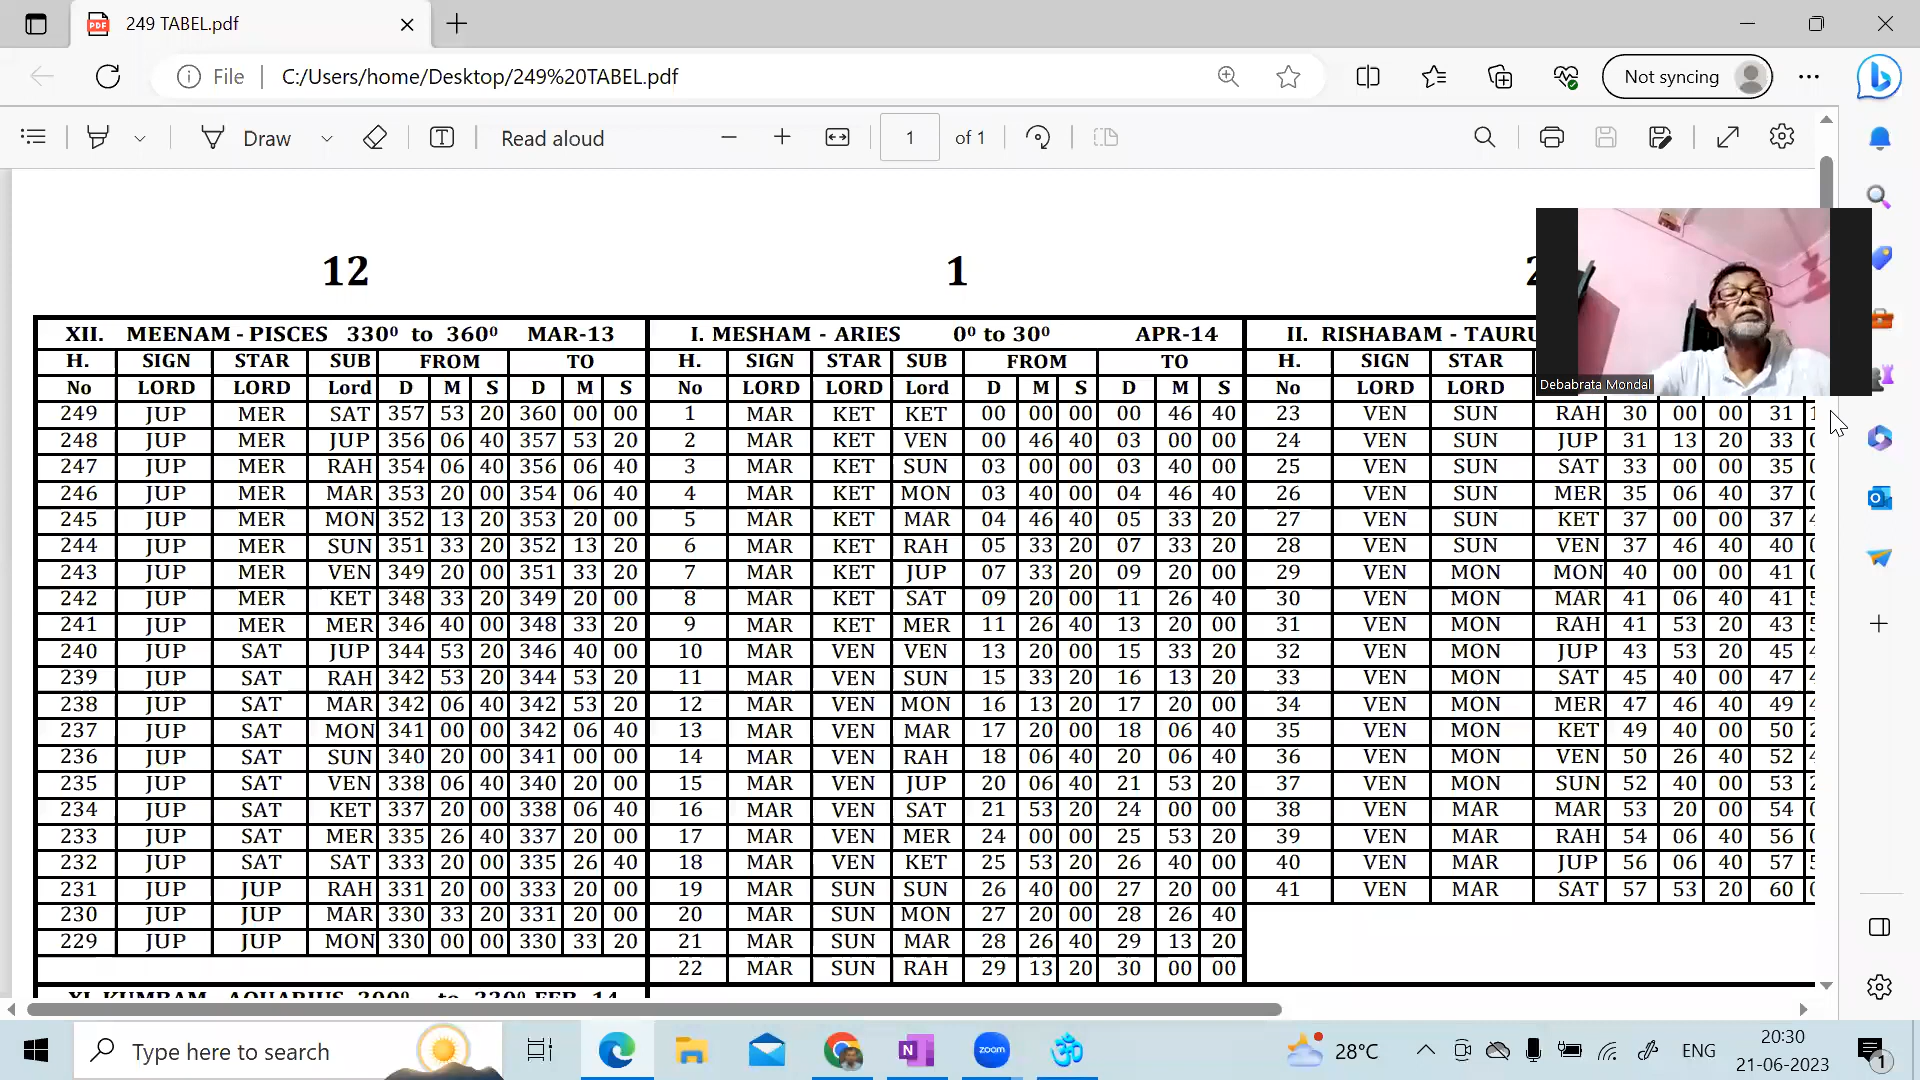 249 TABEL.pdf
File C:/Users/home/Desktop/249%20TABEL.pdf Not syncing
Draw Read aloud 1 of 1
12 1
XII. MEENAM - PISCES 330⁰ to 360⁰ MAR-13 I. MESHAM - ARIES 0⁰ to 30⁰ APR-14 II. RISHABAM -
H. SIGN STAR SUB FROM TO H. SIGN STAR SUB FROM TO H. SIGN STAR
No LORD LORD Lord D M S D M S No LORD LORD Lord D M S D M S No LORD LORD
Debabrata Mondal
249 JUP MER SAT 357 53 20 360 00 00 1 MAR KET KET 00 00 00 00 46 40 23 VEN SUN RAH 30 00 00 31
248 JUP MER JUP 356 06 40 357 53 20 2 MAR KET VEN 00 46 40 03 00 00 24 VEN SUN JUP 31 13 20 33
247 JUP MER RAH 354 06 40 356 06 40 3 MAR KET SUN 03 00 00 03 40 00 25 VEN SUN SAT 33 00 00 35
246 JUP MER MAR 353 20 00 354 06 40 4 MAR KET MON 03 40 00 04 46 40 26 VEN SUN MER 35 06 40 37
245 JUP MER MON 352 13 20 353 20 00 5 MAR KET MAR 04 46 40 05 33 20 27 VEN SUN KET 37 00 00 37
244 JUP MER SUN 351 33 20 352 13 20 6 MAR KET RAH 05 33 20 07 33 20 28 VEN SUN VEN 37 46 40 40
243 JUP MER VEN 349 20 00 351 33 20 7 MAR KET JUP 07 33 20 09 20 00 29 VEN MON MON 40 00 00 41
242 JUP MER KET 348 33 20 349 20 00 8 MAR KET SAT 09 20 00 11 26 40 30 VEN MON MAR 41 06 40 41
241 JUP MER MER 346 40 00 348 33 20 9 MAR KET MER 11 26 40 13 20 00 31 VEN MON RAH 41 53 20 43
240 JUP SAT JUP 344 53 20 346 40 00 10 MAR VEN VEN 13 20 00 15 33 20 32 VEN MON JUP 43 53 20 45
239 JUP SAT RAH 342 53 20 344 53 20 11 MAR VEN SUN 15 33 20 16 13 20 33 VEN MON SAT 45 40 00 47
238 JUP SAT MAR 342 06 40 342 53 20 12 MAR VEN MON 16 13 20 17 20 00 34 VEN MON MER 47 46 40 49
237 JUP SAT MON 341 00 00 342 06 40 13 MAR VEN MAR 17 20 00 18 06 40 35 VEN MON KET 49 40 00 50
236 JUP SAT SUN 340 20 00 341 00 00 14 MAR VEN RAH 18 06 40 20 06 40 36 VEN MON VEN 50 26 40 52
235 JUP SAT VEN 338 06 40 340 20 00 15 MAR VEN JUP 20 06 40 21 53 20 37 VEN MON SUN 52 40 00 53
234 JUP SAT KET 337 20 00 338 06 40 16 MAR VEN SAT 21 53 20 24 00 00 38 VEN MAR MAR 53 20 00 54
233 JUP SAT MER 335 26 40 337 20 00 17 MAR VEN MER 24 00 00 25 53 20 39 VEN MAR RAH 54 06 40 56
232 JUP SAT SAT 333 20 00 335 26 40 18 MAR VEN KET 25 53 20 26 40 00 40 VEN MAR JUP 56 06 40 57
231 JUP JUP RAH 331 20 00 333 20 00 19 MAR SUN SUN 26 40 00 27 20 00 41 VEN MAR SAT 57 53 20 60
230 JUP JUP MAR 330 33 20 331 20 00 20 MAR SUN MON 27 20 00 28 26 40
229 JUP JUP MON 330 00 00 330 33 20 21 MAR SUN MAR 28 26 40 29 13 20
22 MAR SUN RAH 29 13 20 30 00 00
XI. KUMBAM - AQUARIUS 300⁰ to 330⁰ FEB-14
Type here to search zoom 28°C ENG 20:30
21-06-2023 1